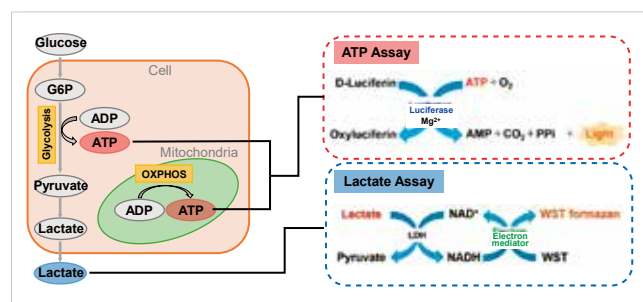 Glucose
Cell
G6P
Glycolysis
ADP
ATP
Mitochondria
OXPHOS
Pyruvate
ADP
ATP
Lactate
Lactate
ATP Assay
D-Luciferin
ATP + O₂
Luciferase
Mg²⁺
Oxyluciferin
AMP + CO₂ + PPi + Light
Lactate Assay
Lactate
NAD⁺
WST formazan
LDH
Electron
mediator
Pyruvate
NADH
WST